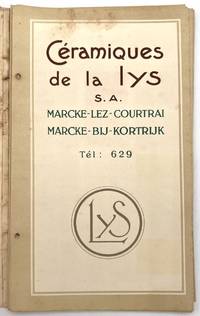 Céramiques
de la lys
S.A.
MARCKE-LEZ-COURTRAI
MARCKE-BIJ-KORTRIJK
Tél: 629
LYS